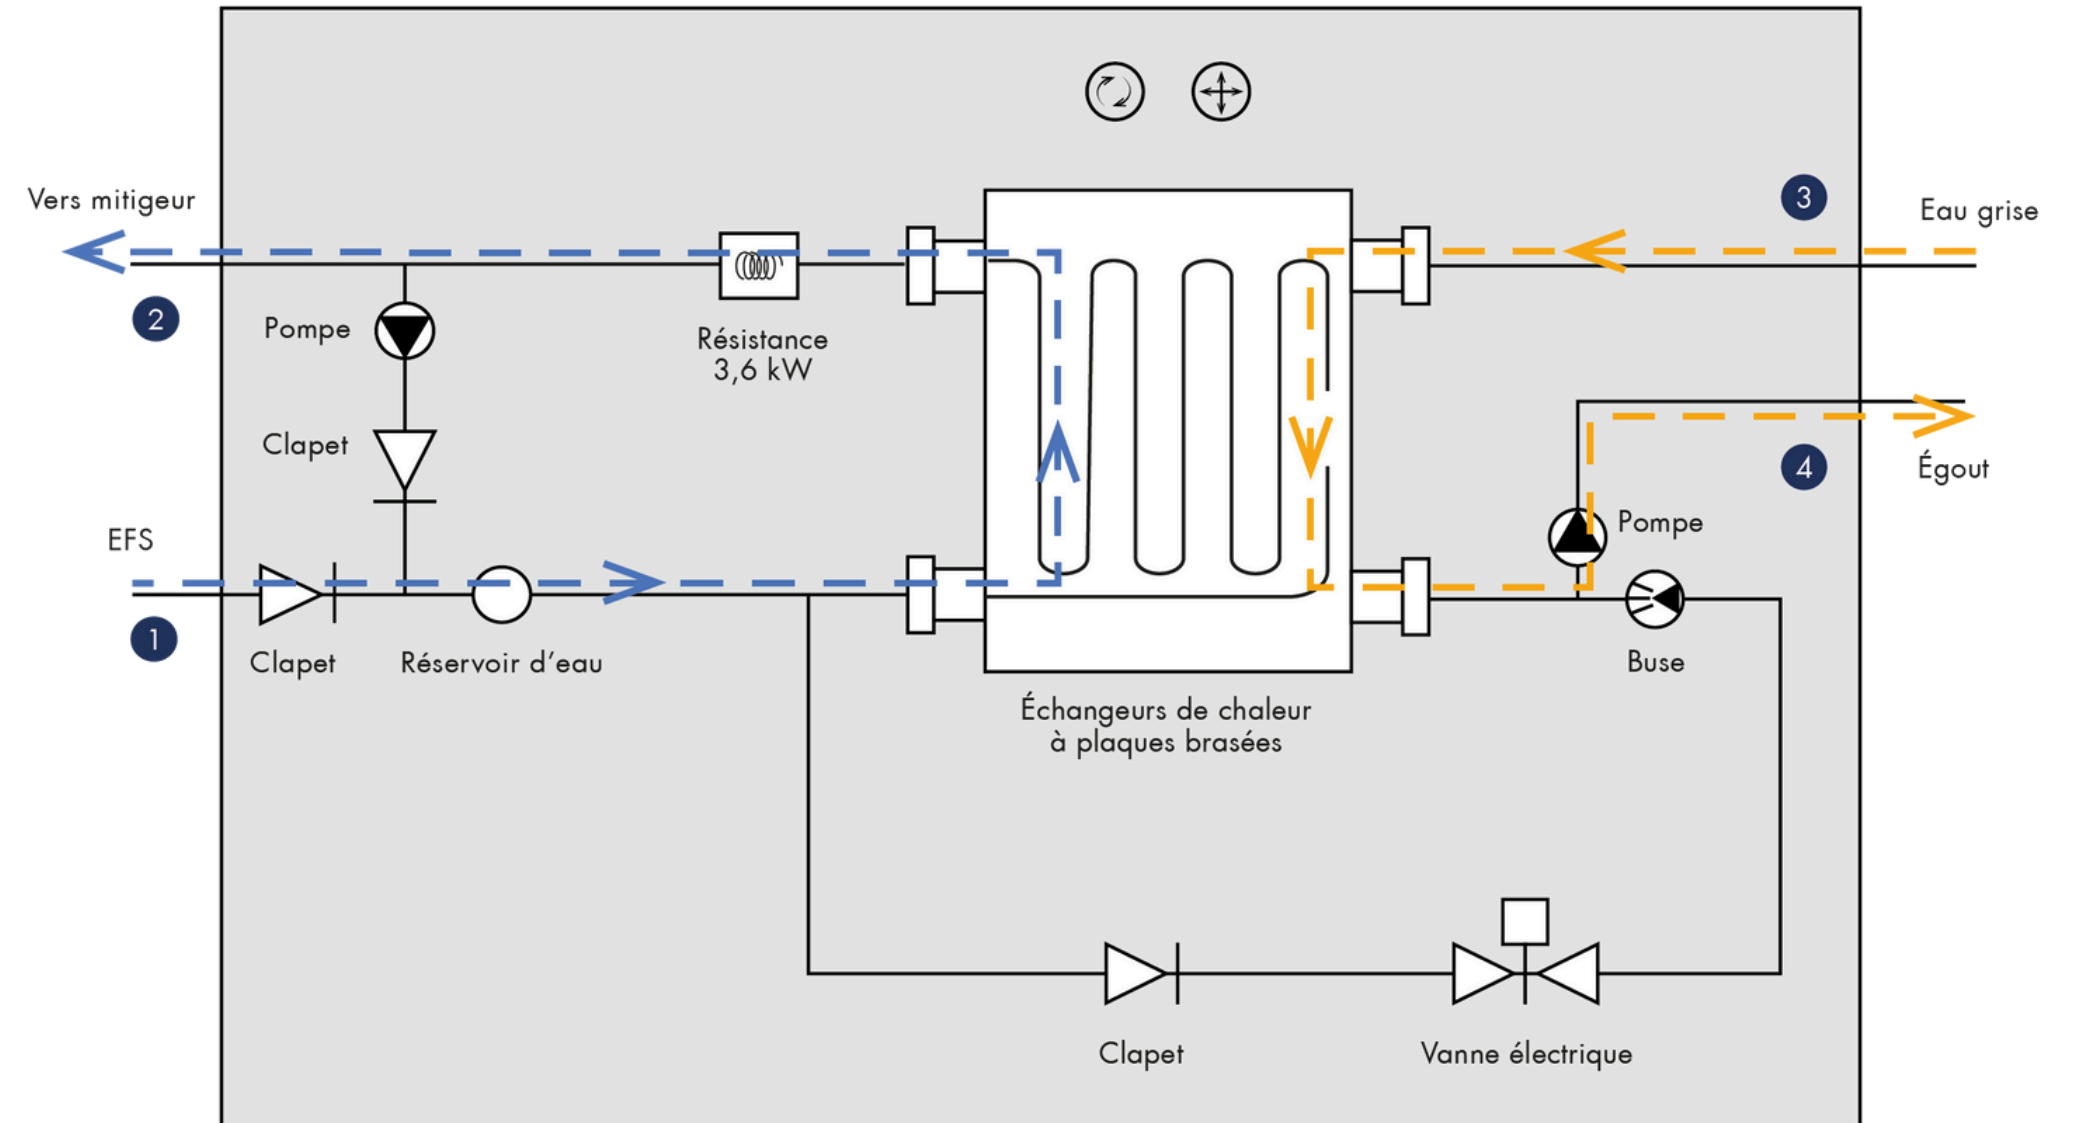 Vers mitigeur
3
Eau grise
2
Pompe
Résistance
3,6 kW
Clapet
4
Égout
EFS
Pompe
1
Clapet
Réservoir d'eau
Buse
Échangeurs de chaleur
à plaques brasées
Clapet
Vanne électrique